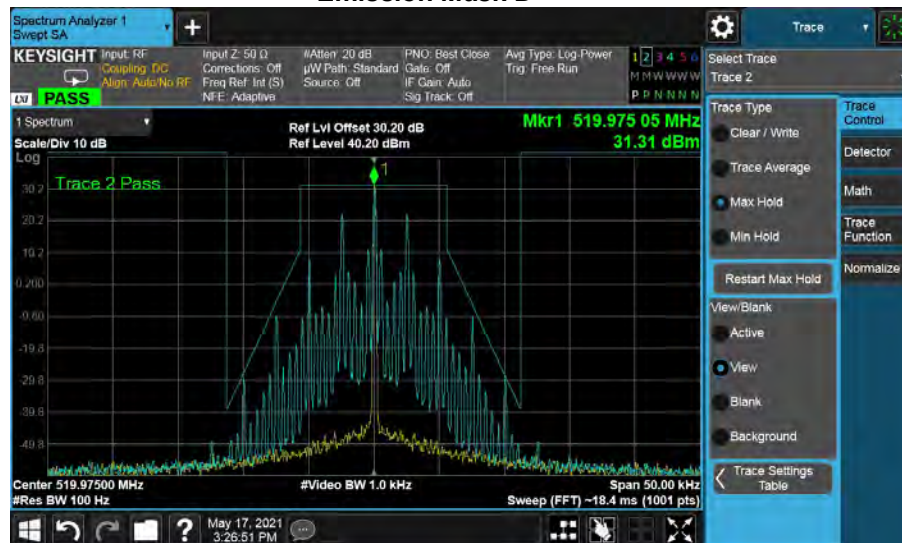 Spectrum Analyzer 1
Swept SA
Trace
KEYSIGHT
Input: RF
Coupling: DC
Align: Auto/No RF
Input Z: 50 Ω
Corrections: Off
Freq Ref: Int (S)
NFE: Adaptive
#Atten: 20 dB
µW Path: Standard
Source: Off
PNO: Best Close
Gate: Off
IF Gain: Auto
Sig Track: Off
Avg Type: Log-Power
Trig: Free Run
1 2 3 4 5 6
M M W W W W
P P N N N N
LXI PASS
Select Trace
Trace 2
1 Spectrum
Scale/Div 10 dB
Ref Lvl Offset 30.20 dB
Ref Level 40.20 dBm
Mkr1 519.975 05 MHz
31.31 dBm
Log
Trace 2 Pass
1
30.2
20.2
10.2
0.200
-9.80
-19.8
-29.8
-39.8
-49.8
Center 519.97500 MHz
#Res BW 100 Hz
#Video BW 1.0 kHz
Span 50.00 kHz
Sweep (FFT) ~18.4 ms (1001 pts)
Trace Type
Clear / Write
Trace Average
Max Hold
Min Hold
Restart Max Hold
View/Blank
Active
View
Blank
Background
Trace Settings
Table
Trace
Control
Detector
Math
Trace
Function
Normalize
May 17, 2021
3:26:51 PM